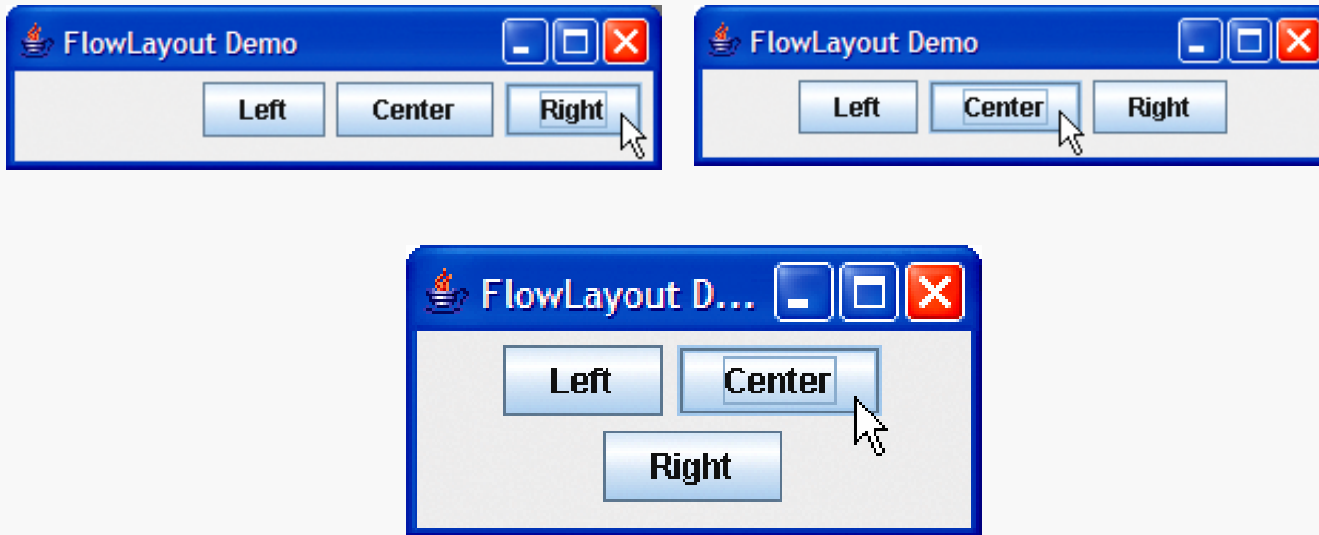 FlowLayout Demo
Left Center Right
FlowLayout Demo
Left Center Right
FlowLayout D...
Left Center
Right